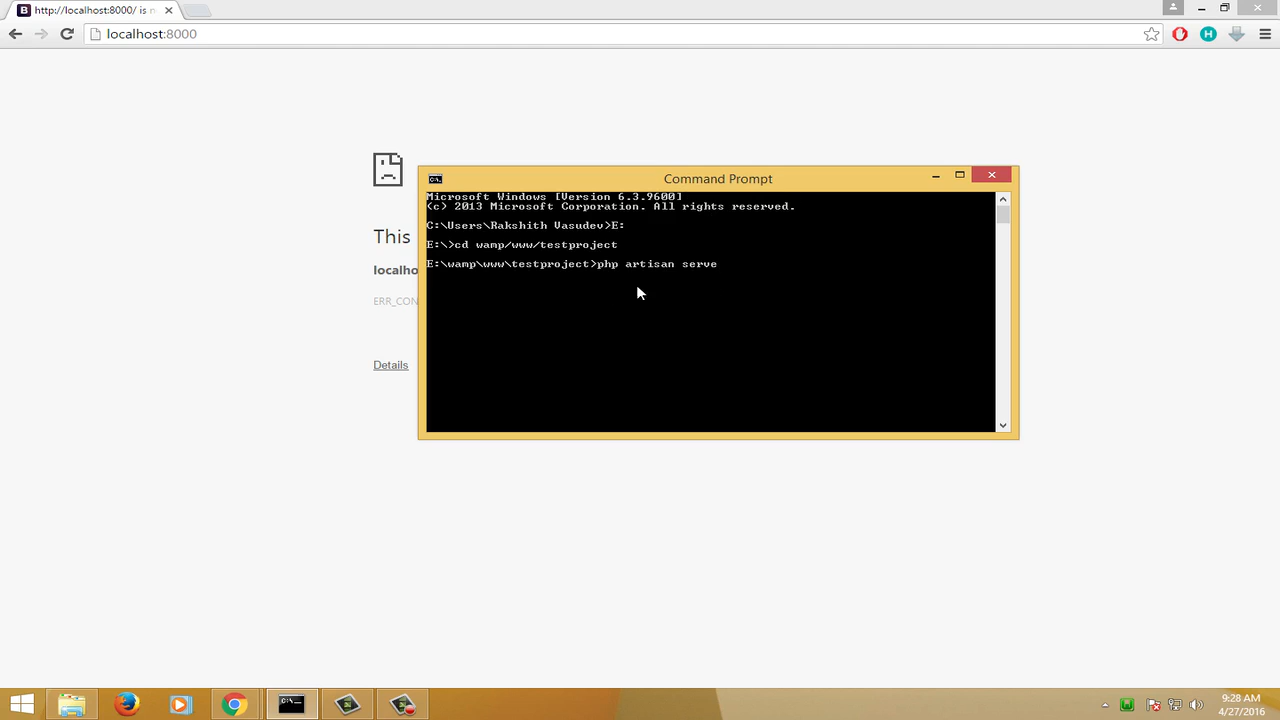 http://localhost:8000/ is n
localhost:8000
This
localho
ERR_CON
Details
Command Prompt
Microsoft Windows [Version 6.3.9600]
(c) 2013 Microsoft Corporation. All rights reserved.
C:\Users\Rakshith Vasudev>E:
E:\>cd wamp/www/testproject
E:\wamp\www\testproject>php artisan serve
9:28 AM
4/27/2016